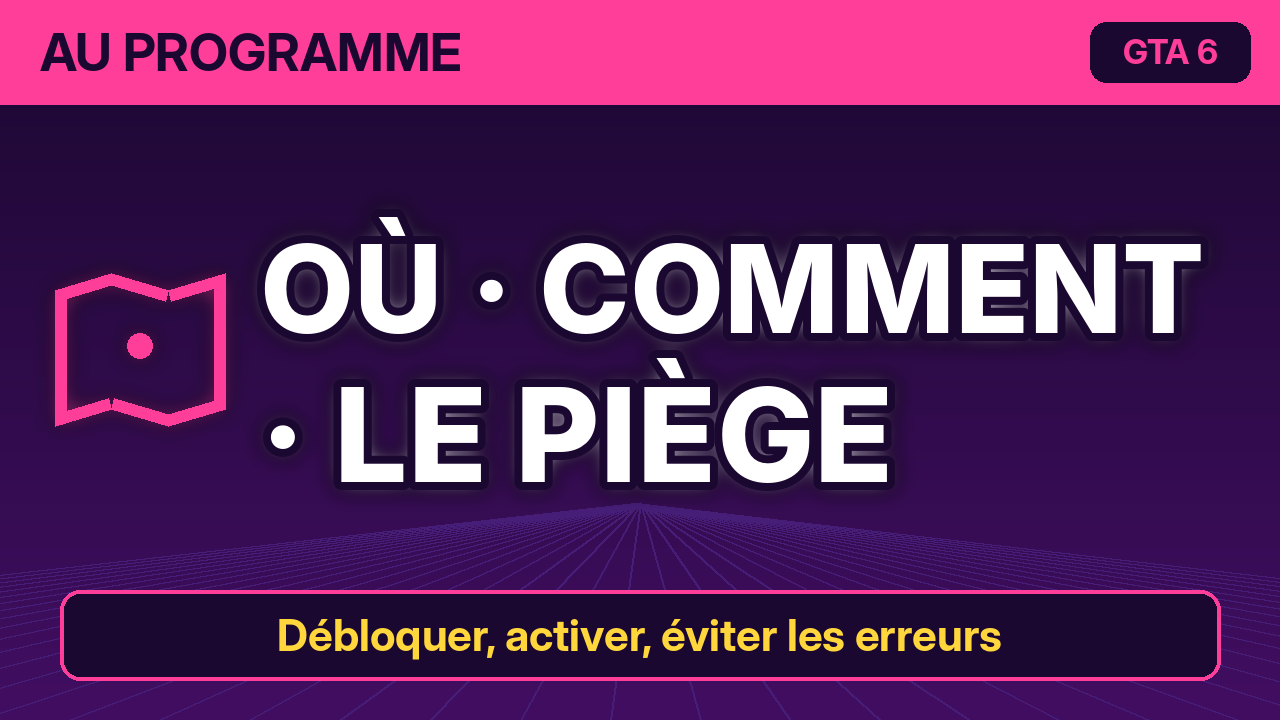 AU PROGRAMME
GTA 6
OÙ · COMMENT
· LE PIÈGE
Débloquer, activer, éviter les erreurs